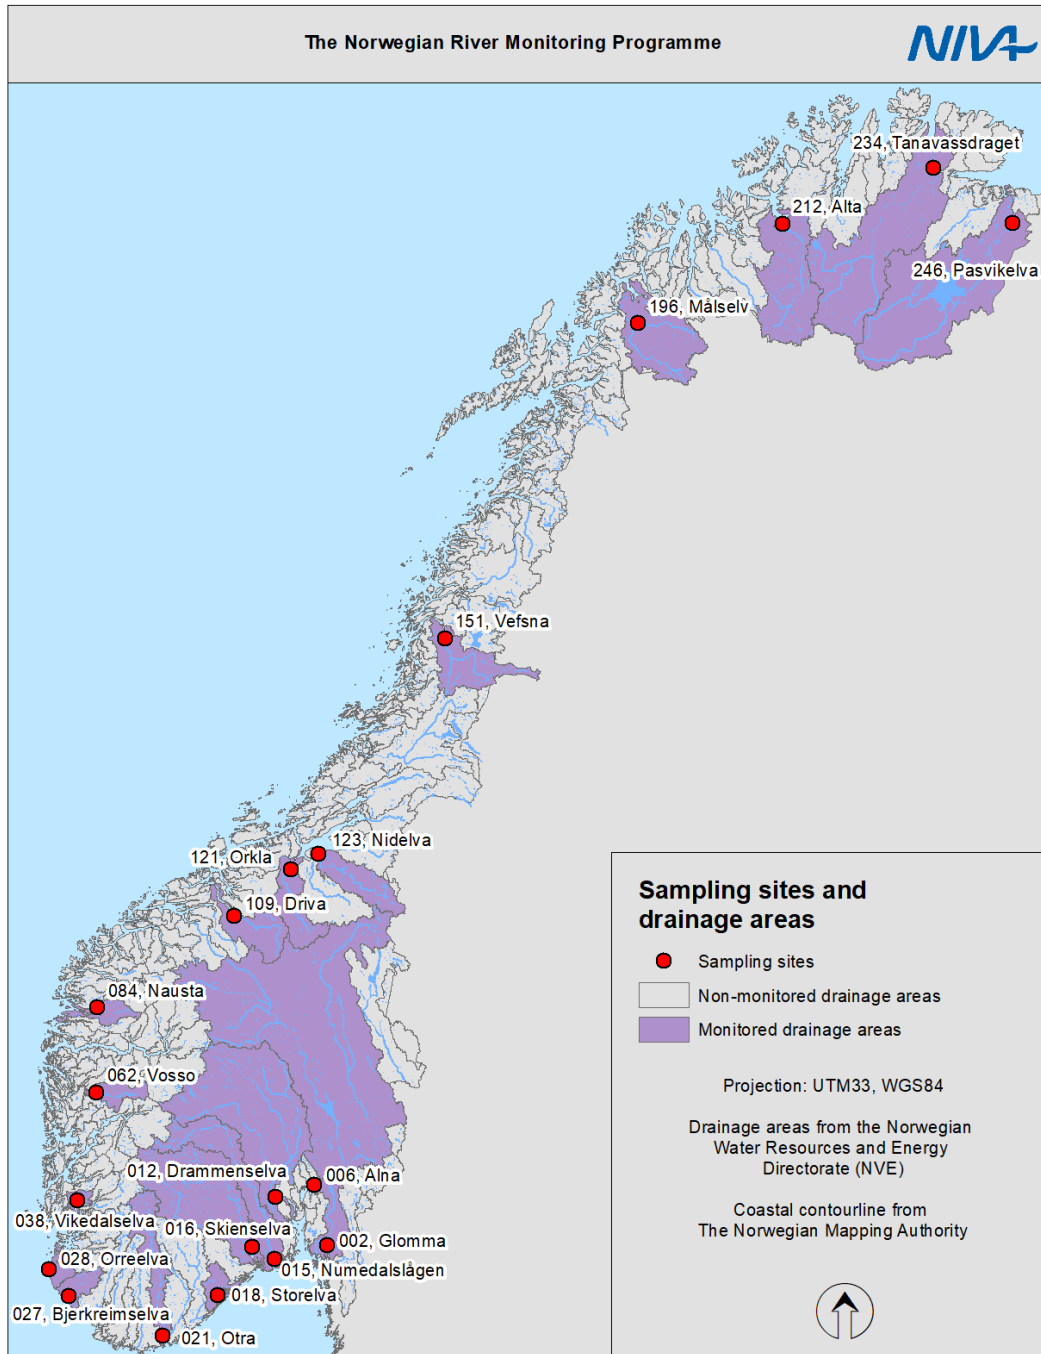 The Norwegian River Monitoring Programme
NIVA
234, Tanavassdraget
212, Alta
246, Pasvikelva
196, Målselv
151, Vefsna
123, Nidelva
121, Orkla
109, Driva
084, Nausta
062, Vosso
012, Drammenselva
006, Alna
038, Vikedalselva
016, Skienselva
002, Glomma
028, Orreelva
015, Numedalslågen
018, Storelva
027, Bjerkreimselva
021, Otra
Sampling sites and
drainage areas
Sampling sites
Non-monitored drainage areas
Monitored drainage areas
Projection: UTM33, WGS84
Drainage areas from the Norwegian
Water Resources and Energy
Directorate (NVE)
Coastal contourline from
The Norwegian Mapping Authority